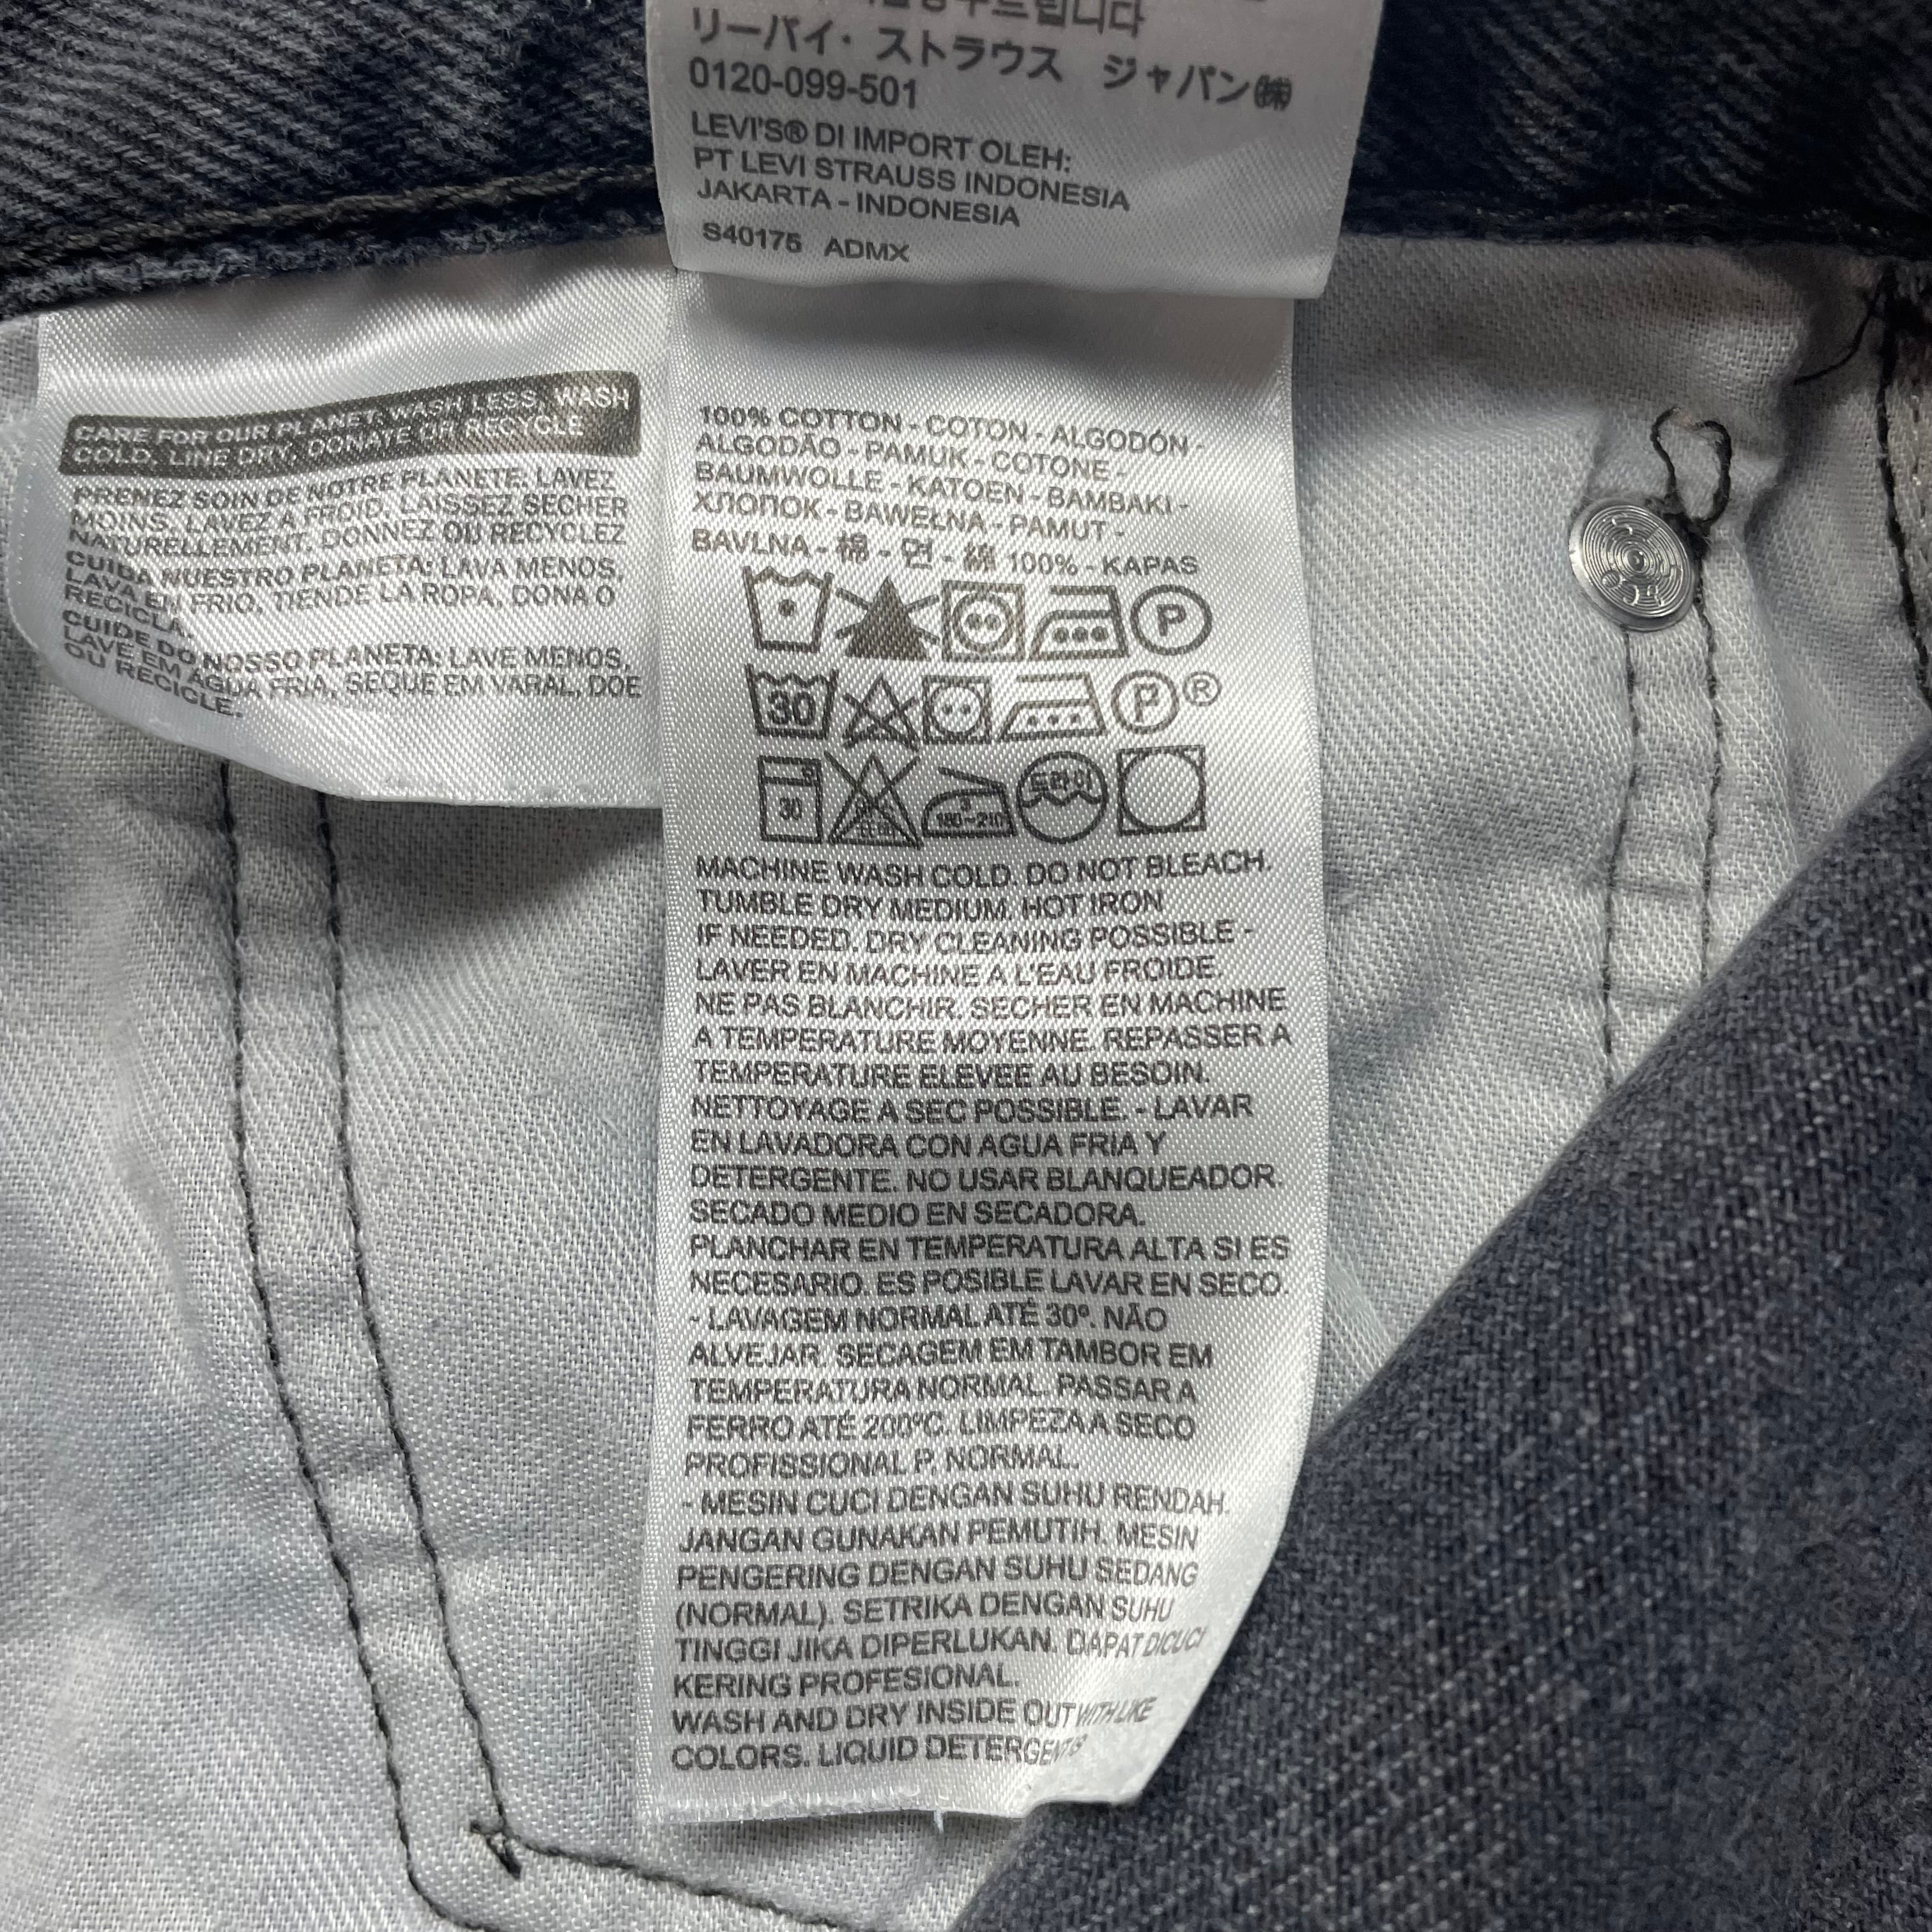 リーバイ・ストラウス ジャパン㈱
0120-099-501
LEVI'S® DI IMPORT OLEH:
PT LEVI STRAUSS INDONESIA
JAKARTA - INDONESIA
S40175 ADMX
CARE FOR OUR PLANET: WASH LESS, WASH
COLD, LINE DRY, DONATE OR RECYCLE
PRENEZ SOIN DE NOTRE PLANETE: LAVEZ
MOINS, LAVEZ A FROID, LAISSEZ SECHER
NATURELLEMENT, DONNEZ OU RECYCLEZ
CUIDA NUESTRO PLANETA: LAVA MENOS,
LAVA EN FRIO, TIENDE LA ROPA, DONA O
RECICLA.
CUIDE DO NOSSO PLANETA: LAVE MENOS,
LAVE EM AGUA FRIA, SEQUE EM VARAL, DOE
OU RECICLE.
100% COTTON - COTON - ALGODÓN -
ALGODÃO - PAMUK - COTONE -
BAUMWOLLE - KATOEN - BAMBAKI -
ХЛОПОК - BAWEŁNA - PAMUT -
BAVLNA - 棉 - 면 - 綿 100% - KAPAS
P
30 P ®
30 3 180~210 드라이
MACHINE WASH COLD. DO NOT BLEACH.
TUMBLE DRY MEDIUM. HOT IRON
IF NEEDED. DRY CLEANING POSSIBLE -
LAVER EN MACHINE A L'EAU FROIDE.
NE PAS BLANCHIR. SECHER EN MACHINE
A TEMPERATURE MOYENNE. REPASSER A
TEMPERATURE ELEVEE AU BESOIN.
NETTOYAGE A SEC POSSIBLE. - LAVAR
EN LAVADORA CON AGUA FRIA Y
DETERGENTE. NO USAR BLANQUEADOR.
SECADO MEDIO EN SECADORA.
PLANCHAR EN TEMPERATURA ALTA SI ES
NECESARIO. ES POSIBLE LAVAR EN SECO
- LAVAGEM NORMAL ATÉ 30º. NÃO
ALVEJAR. SECAGEM EM TAMBOR EM
TEMPERATURA NORMAL. PASSAR A
FERRO ATÉ 200ºC. LIMPEZA A SECO
PROFISSIONAL P. NORMAL.
- MESIN CUCI DENGAN SUHU RENDAH.
JANGAN GUNAKAN PEMUTIH. MESIN
PENGERING DENGAN SUHU SEDANG
(NORMAL). SETRIKA DENGAN SUHU
TINGGI JIKA DIPERLUKAN. DAPAT DICUCI
KERING PROFESIONAL.
WASH AND DRY INSIDE OUT WITH LIKE
COLORS. LIQUID DETERGENTS